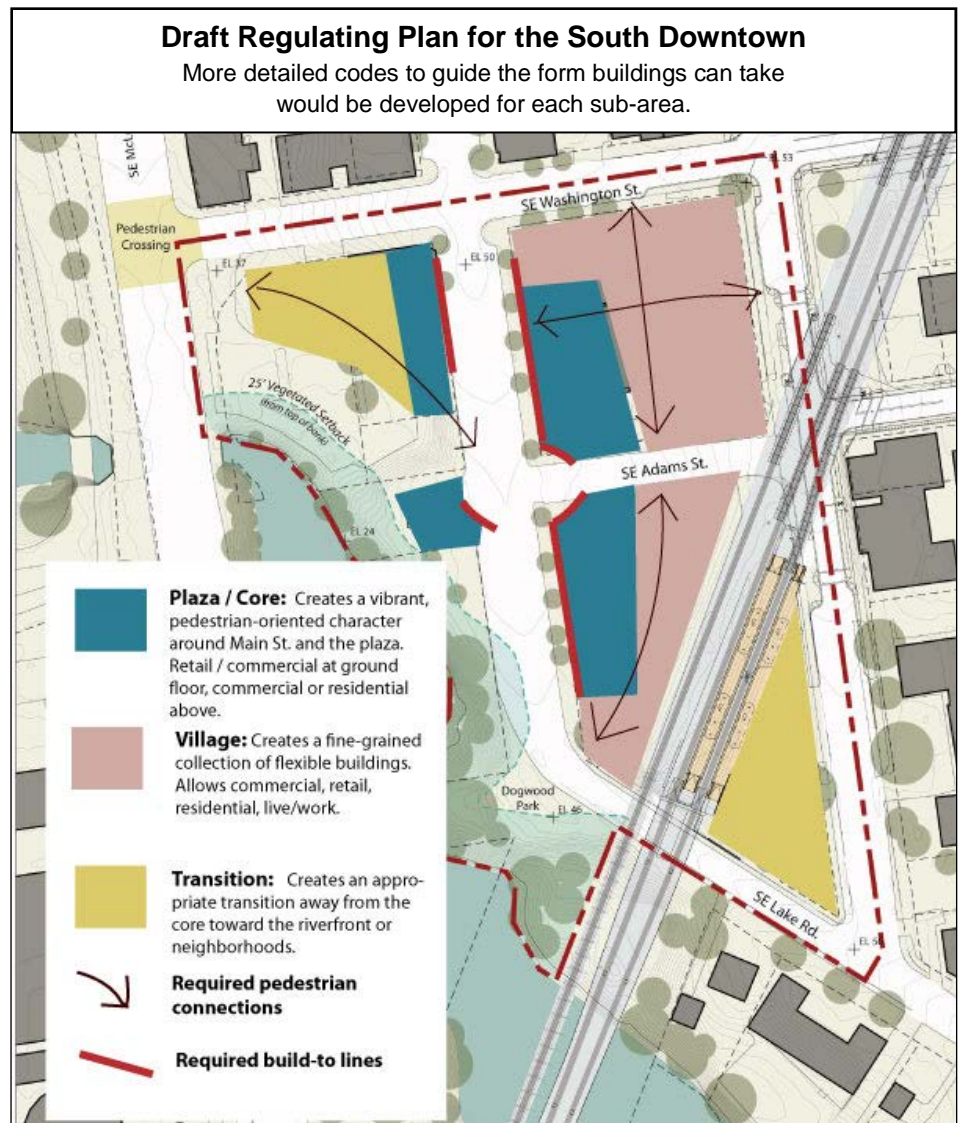 Draft Regulating Plan for the South Downtown
More detailed codes to guide the form buildings can take
would be developed for each sub-area.
SE McL
EL 53
SE Washington St.
Pedestrian
Crossing
EL 37
EL 50
25' Vegetated Setback
(from top of bank)
SE Adams St.
EL 24
Plaza / Core: Creates a vibrant,
pedestrian-oriented character
around Main St. and the plaza.
Retail / commercial at ground
floor, commercial or residential
above.
Village: Creates a fine-grained
collection of flexible buildings.
Allows commercial, retail,
residential, live/work.
Dogwood
Park
EL 46
Transition: Creates an appro-
priate transition away from the
core toward the riverfront or
neighborhoods.
SE Lake Rd.
EL
Required pedestrian
connections
Required build-to lines